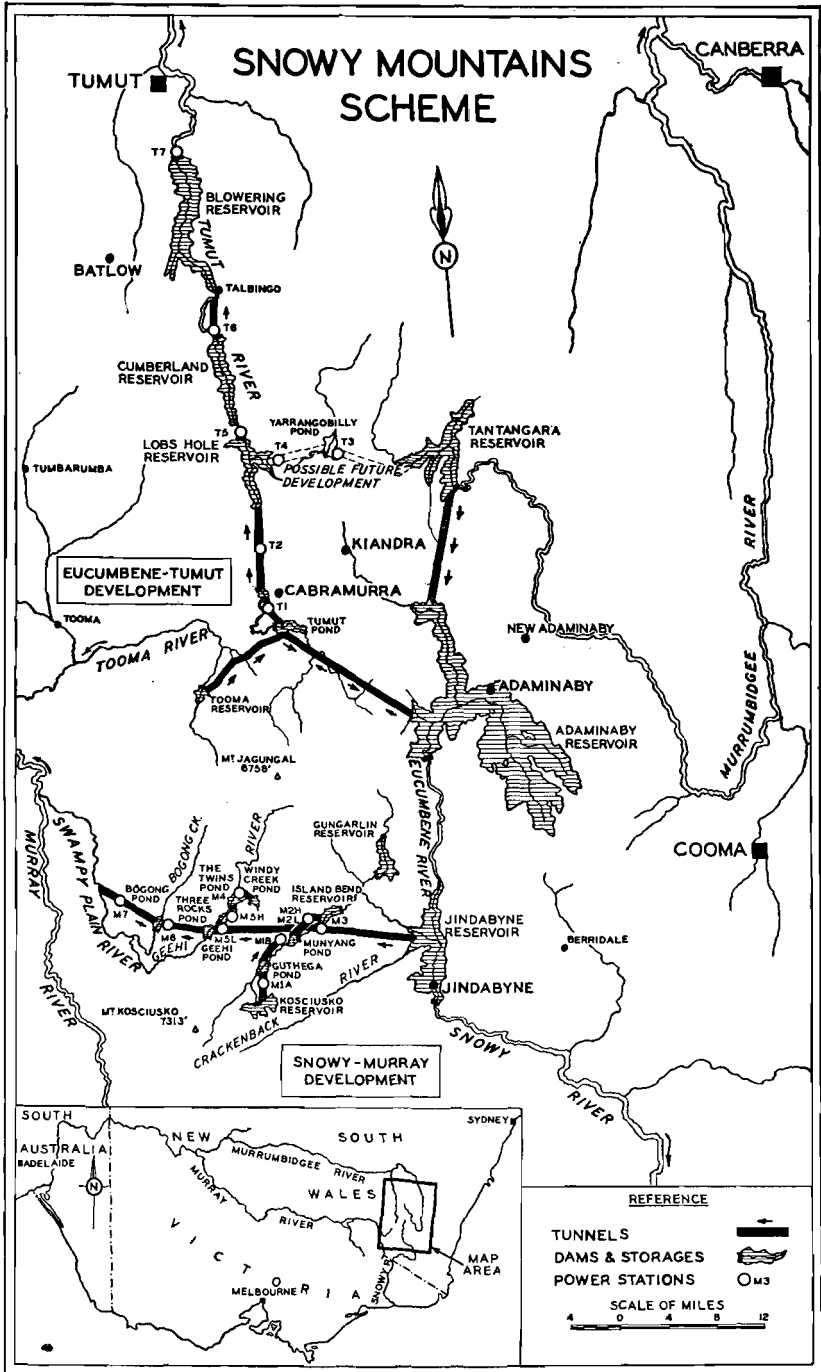 SNOWY MOUNTAINS
SCHEME
CANBERRA
TUMUT
T7
BLOWERING
RESERVOIR
TUMUT
RIVER
N
BATLOW
TALBINGO
T6
CUMBERLAND
RESERVOIR
YARRANGOBILLY
POND
T5
T3
T4
LOBS HOLE
RESERVOIR
TANTANGARA
RESERVOIR
POSSIBLE FUTURE
DEVELOPMENT
TUMBARUMBA
T2
KIANDRA
EUCUMBENE-TUMUT
DEVELOPMENT
CABRAMURRA
T1
TUMUT
POND
TOOMA
TOOMA RIVER
NEW ADAMINABY
MURRUMBIDGEE
RIVER
TOOMA
RESERVOIR
ADAMINABY
ADAMINABY
RESERVOIR
MT. JAGUNGAL
6758'
EUCUMBENE RIVER
COOMA
MURRAY
RIVER
SWAMPY PLAIN RIVER
BOGONG CK.
RIVER
GUNGARLIN
RESERVOIR
BOGONG
POND
THE
TWINS
POND
WINDY
CREEK
POND
THREE
ROCKS
POND
M4
M5H
ISLAND BEND
RESERVOIR
M2H
M2L
M3
M7
M6
GEEHI
M5L
GEEHI
POND
M1B
MUNYANG
POND
JINDABYNE
RESERVOIR
BERRIDALE
GUTHEGA
POND
M1A
KOSCIUSKO
RESERVOIR
JINDABYNE
MT. KOSCIUSKO
7313'
CRACKENBACK
RIVER
SNOWY
RIVER
SNOWY-MURRAY
DEVELOPMENT
SOUTH
AUSTRALIA
ADELAIDE
N
NEW SOUTH
WALES
SYDNEY
MURRUMBIDGEE RIVER
MURRAY
RIVER
VICTORIA
MELBOURNE
SNOWY R.
MAP
AREA
REFERENCE
TUNNELS
DAMS & STORAGES
POWER STATIONS
M3
SCALE OF MILES
4 0 4 8 12